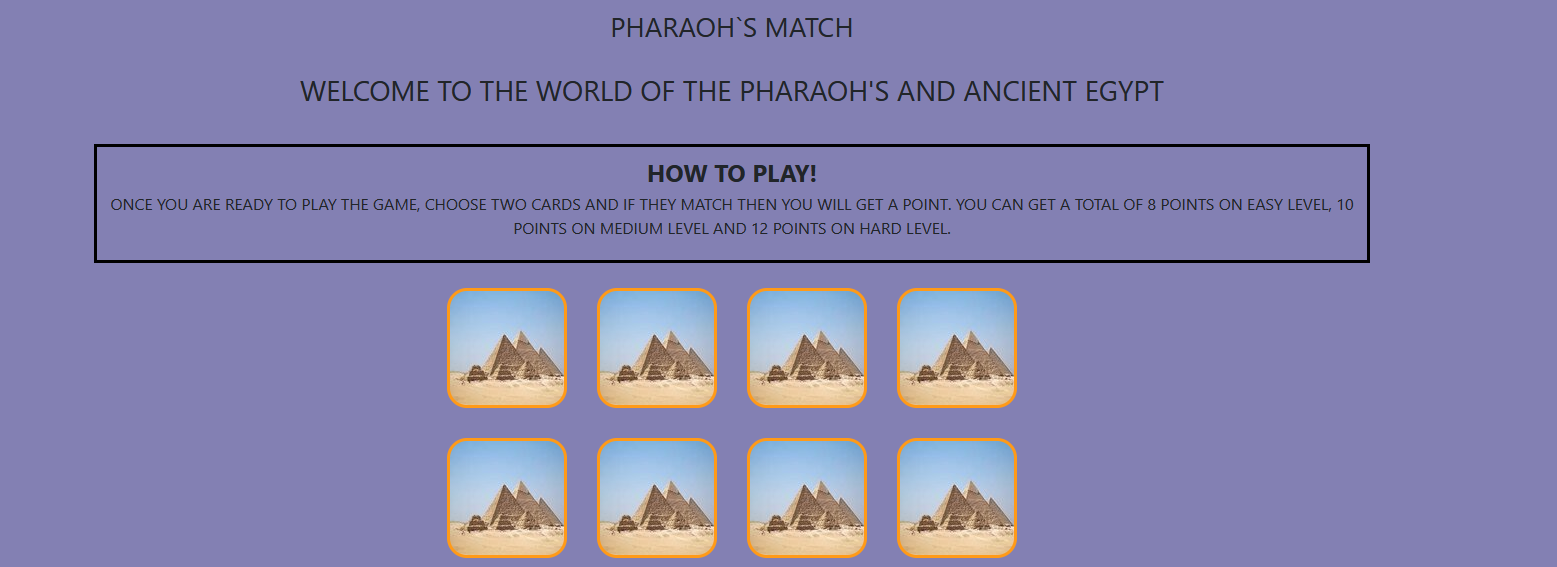 PHARAOH`S MATCH
WELCOME TO THE WORLD OF THE PHARAOH'S AND ANCIENT EGYPT
HOW TO PLAY!
ONCE YOU ARE READY TO PLAY THE GAME, CHOOSE TWO CARDS AND IF THEY MATCH THEN YOU WILL GET A POINT. YOU CAN GET A TOTAL OF 8 POINTS ON EASY LEVEL, 10
POINTS ON MEDIUM LEVEL AND 12 POINTS ON HARD LEVEL.